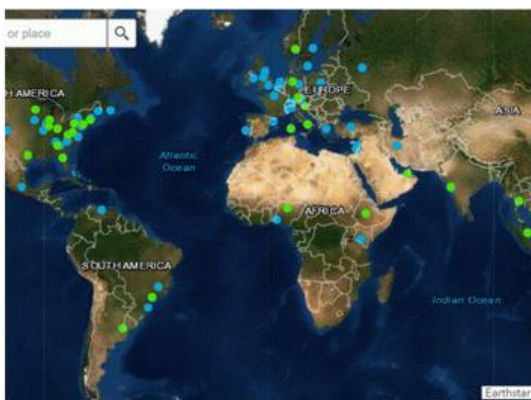 or place
H AMERICA
EUROPE
ASIA
Atlantic
Ocean
AFRICA
SOUTH AMERICA
Indian Ocean
Earthstar